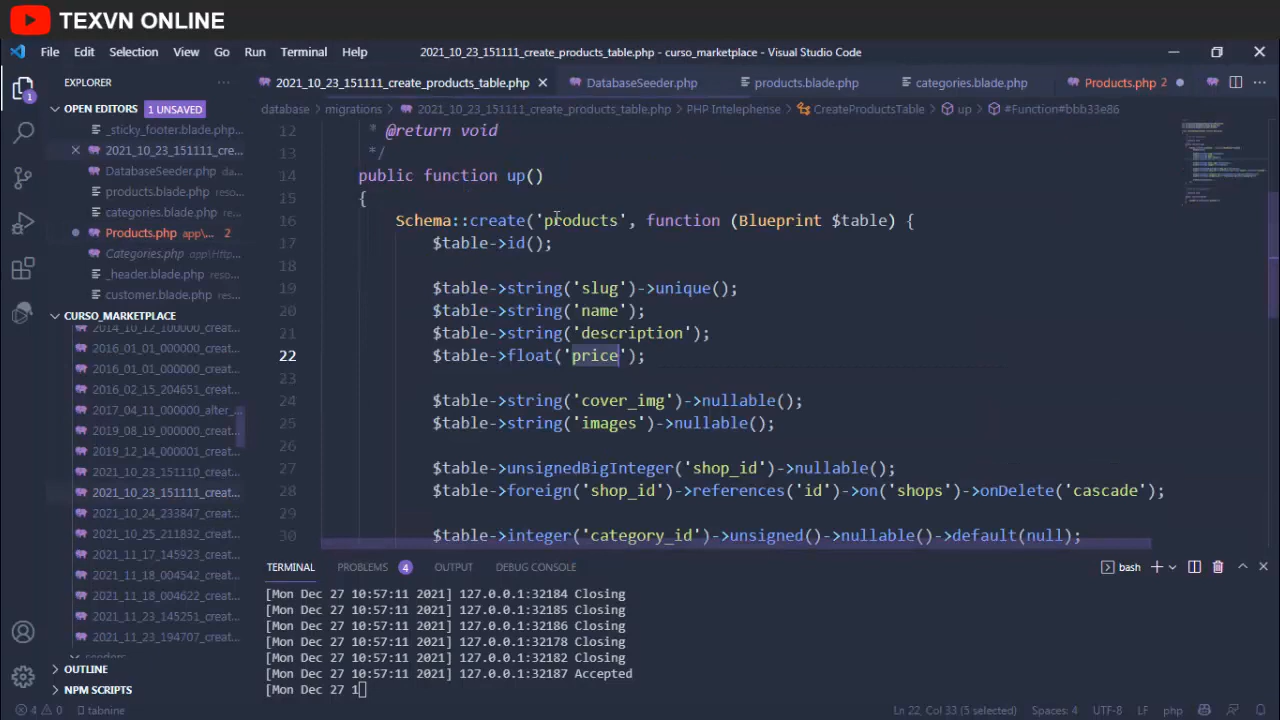 TEXVN ONLINE
File Edit Selection View Go Run Terminal Help
2021_10_23_151111_create_products_table.php - curso_marketplace - Visual Studio Code
EXPLORER
2021_10_23_151111_create_products_table.php
DatabaseSeeder.php
products.blade.php
categories.blade.php
Products.php 2
OPEN EDITORS 1 UNSAVED
_sticky_footer.blade.php...
2021_10_23_151111_cre...
DatabaseSeeder.php
products.blade.php reso...
categories.blade.php reso...
Products.php app\... 2
Categories.php app\Http...
_header.blade.php reso...
customer.blade.php reso...
CURSO_MARKETPLACE
2014_10_12_100000_creat...
2016_01_01_000000_creat...
2016_01_01_000000_creat...
2016_02_15_204651_creat...
2017_04_11_000000_alter_...
2019_08_19_000000_creat...
2019_12_14_000001_creat...
2021_10_23_151110_creat...
2021_10_23_151111_creat...
2021_10_24_233847_creat...
2021_10_25_211832_creat...
2021_11_17_145923_creat...
2021_11_18_004542_creat...
2021_11_18_004622_creat...
2021_11_23_145251_creat...
2021_11_23_194707_creat...
seeders
OUTLINE
NPM SCRIPTS
database > migrations > 2021_10_23_151111_create_products_table.php > PHP Intelephense > CreateProductsTable > up > #Function#bbb33e86
12 * @return void
13 */
14 public function up()
15 {
16 Schema::create('products', function (Blueprint $table) {
17 $table->id();
18
19 $table->string('slug')->unique();
20 $table->string('name');
21 $table->string('description');
22 $table->float('price');
23
24 $table->string('cover_img')->nullable();
25 $table->string('images')->nullable();
26
27 $table->unsignedBigInteger('shop_id')->nullable();
28 $table->foreign('shop_id')->references('id')->on('shops')->onDelete('cascade');
29
30 $table->integer('category_id')->unsigned()->nullable()->default(null);
TERMINAL PROBLEMS 4 OUTPUT DEBUG CONSOLE
bash
[Mon Dec 27 10:57:11 2021] 127.0.0.1:32184 Closing
[Mon Dec 27 10:57:11 2021] 127.0.0.1:32185 Closing
[Mon Dec 27 10:57:11 2021] 127.0.0.1:32186 Closing
[Mon Dec 27 10:57:11 2021] 127.0.0.1:32178 Closing
[Mon Dec 27 10:57:11 2021] 127.0.0.1:32182 Closing
[Mon Dec 27 10:57:11 2021] 127.0.0.1:32187 Accepted
[Mon Dec 27 1
4 0 tabnine
Ln 22, Col 33 (5 selected) Spaces: 4 UTF-8 LF php